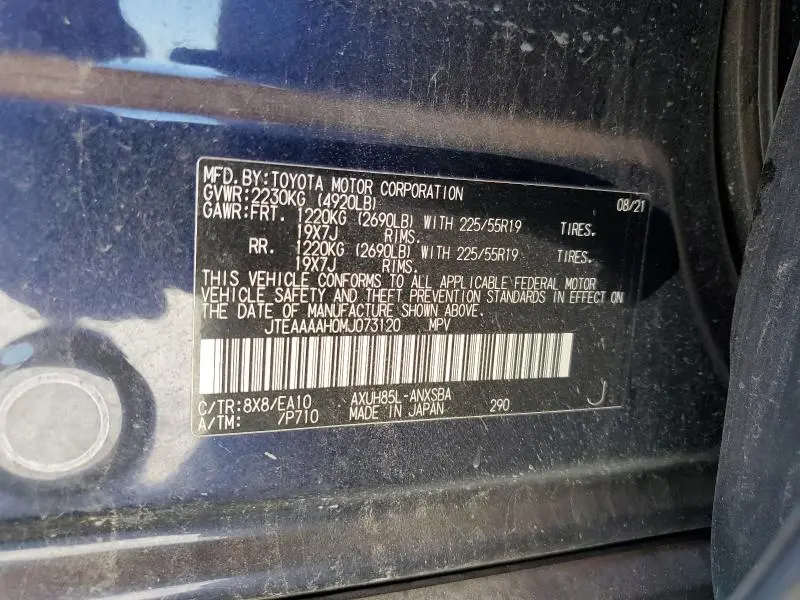 MFD. BY: TOYOTA MOTOR CORPORATION 08/21
GVWR: 2230KG (4920LB)
GAWR: FRT. 1220KG (2690LB) WITH 225/55R19 TIRES.
19X7J RIMS.
RR. 1220KG (2690LB) WITH 225/55R19 TIRES.
19X7J RIMS.
THIS VEHICLE CONFORMS TO ALL APPLICABLE FEDERAL MOTOR
VEHICLE SAFETY AND THEFT PREVENTION STANDARDS IN EFFECT ON
THE DATE OF MANUFACTURE SHOWN ABOVE.
JTEAAAAH0MJ073120 MPV
C/TR: 8X8/EA10 AXUH85L-ANXSBA
A/TM: /P710 MADE IN JAPAN 290 J